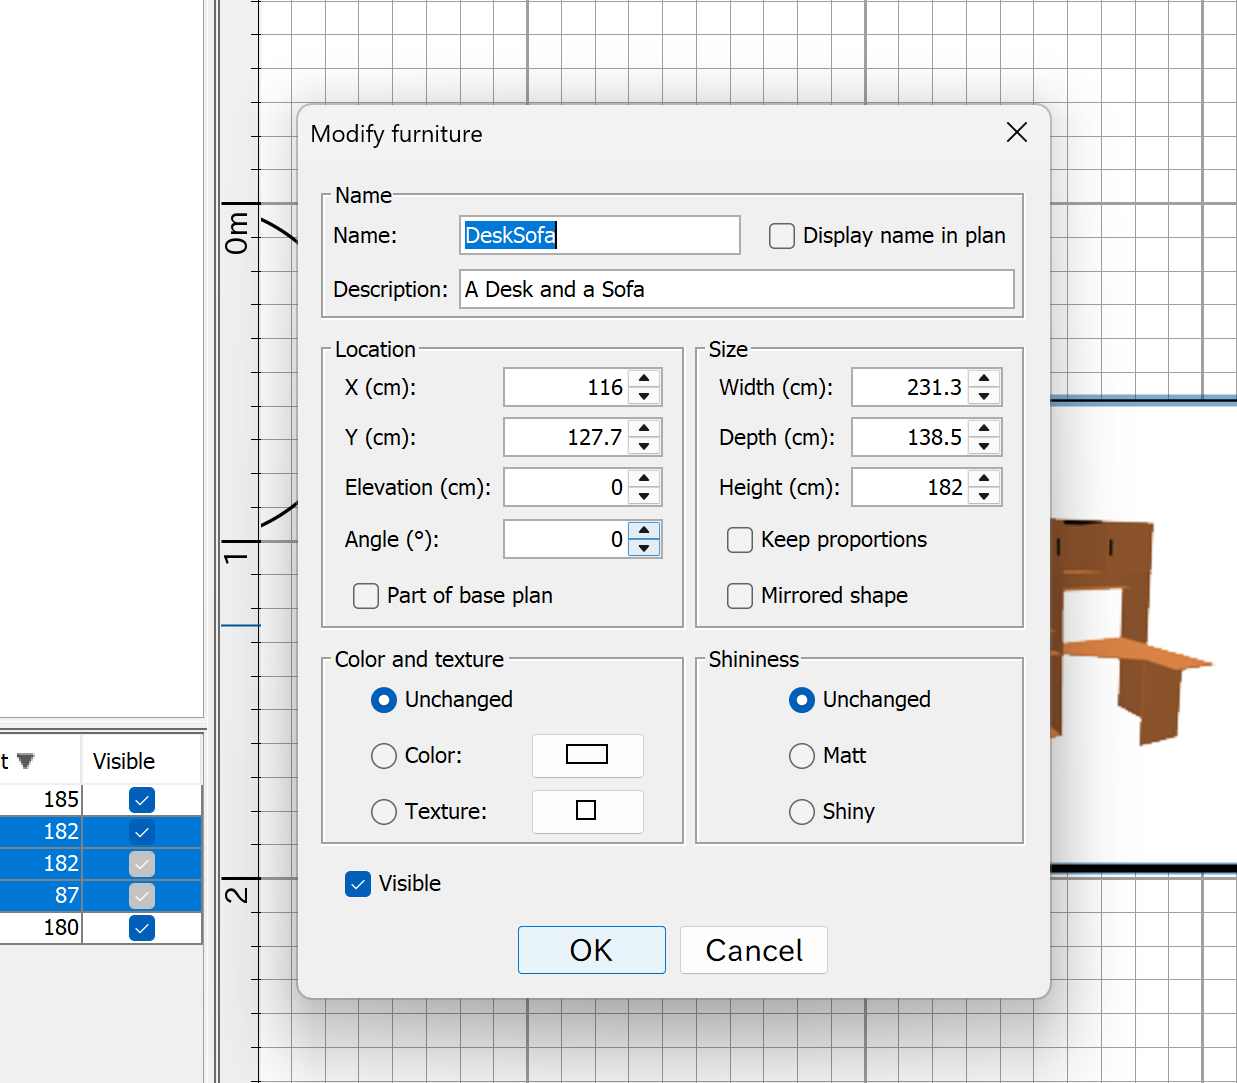 Modify furniture
Name
Name: DeskSofa Display name in plan
Description: A Desk and a Sofa
Location
X (cm): 116
Y (cm): 127.7
Elevation (cm): 0
Angle (°): 0
Part of base plan
Size
Width (cm): 231.3
Depth (cm): 138.5
Height (cm): 182
Keep proportions
Mirrored shape
Color and texture
Unchanged
Color:
Texture:
Shininess
Unchanged
Matt
Shiny
Visible
OK Cancel
0m
1
2
t Visible
185
182
182
87
180